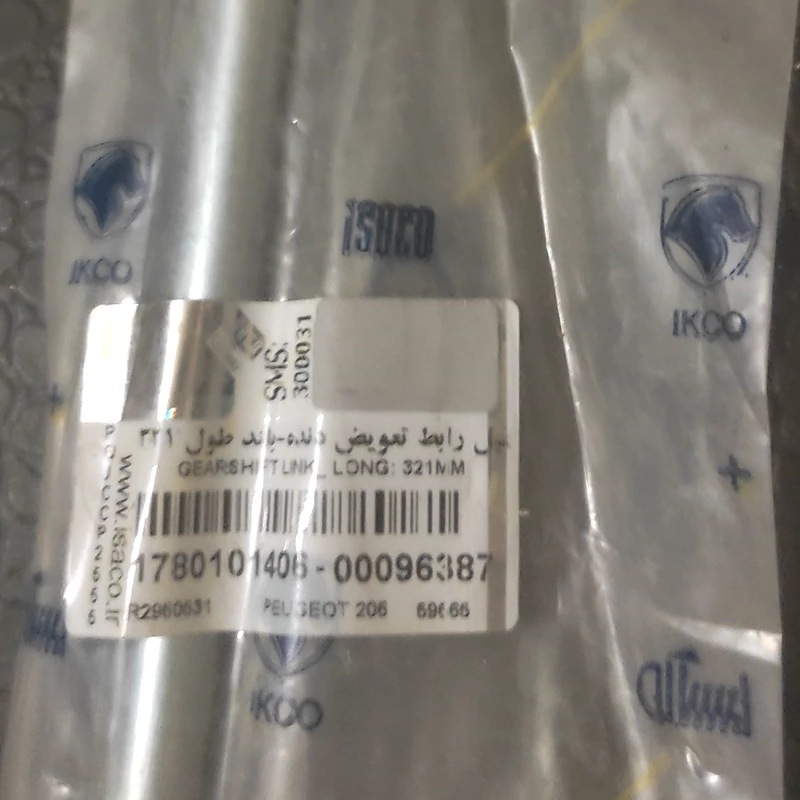 isaco
IKCO
IKCO
SMS:
300031
رابط تعویض دنده-بلند طول ۳۲۱
GEARSHIFT LINK_ LONG: 321MM
1780101406-00096387
R2960631 PEUGEOT 206
www.isaco.ir
IKCO
ایساکو